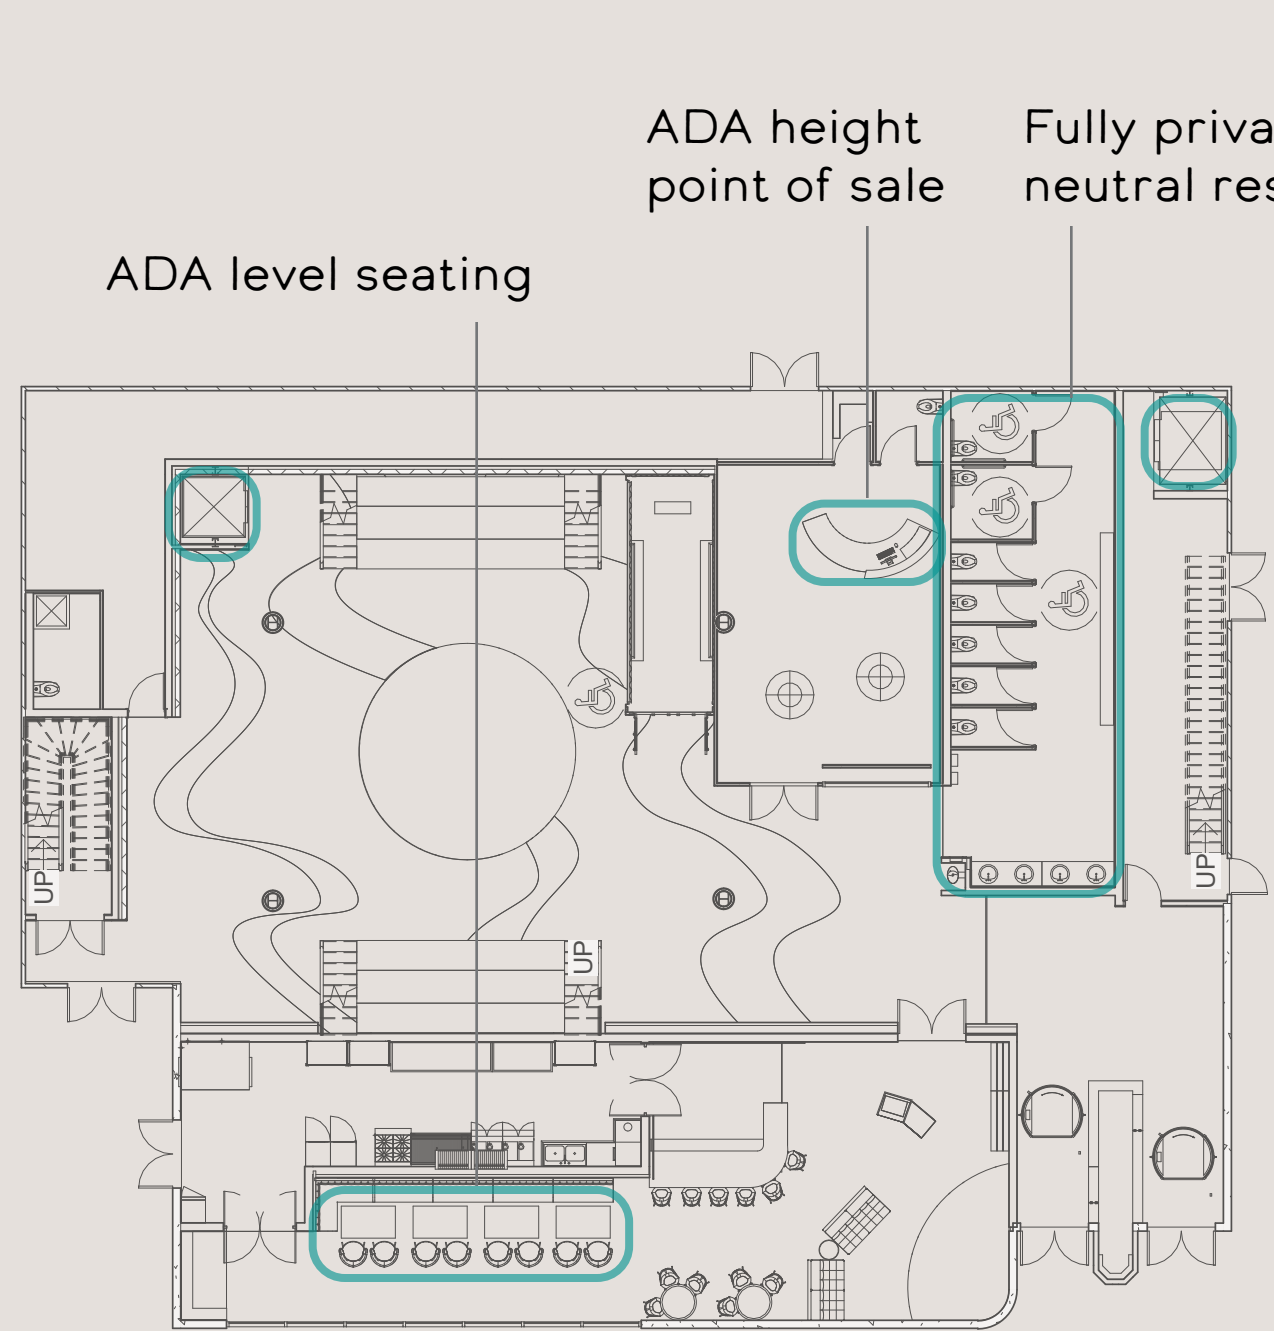 ADA height
point of sale
Fully priva
neutral res
ADA level seating
UP
UP
UP